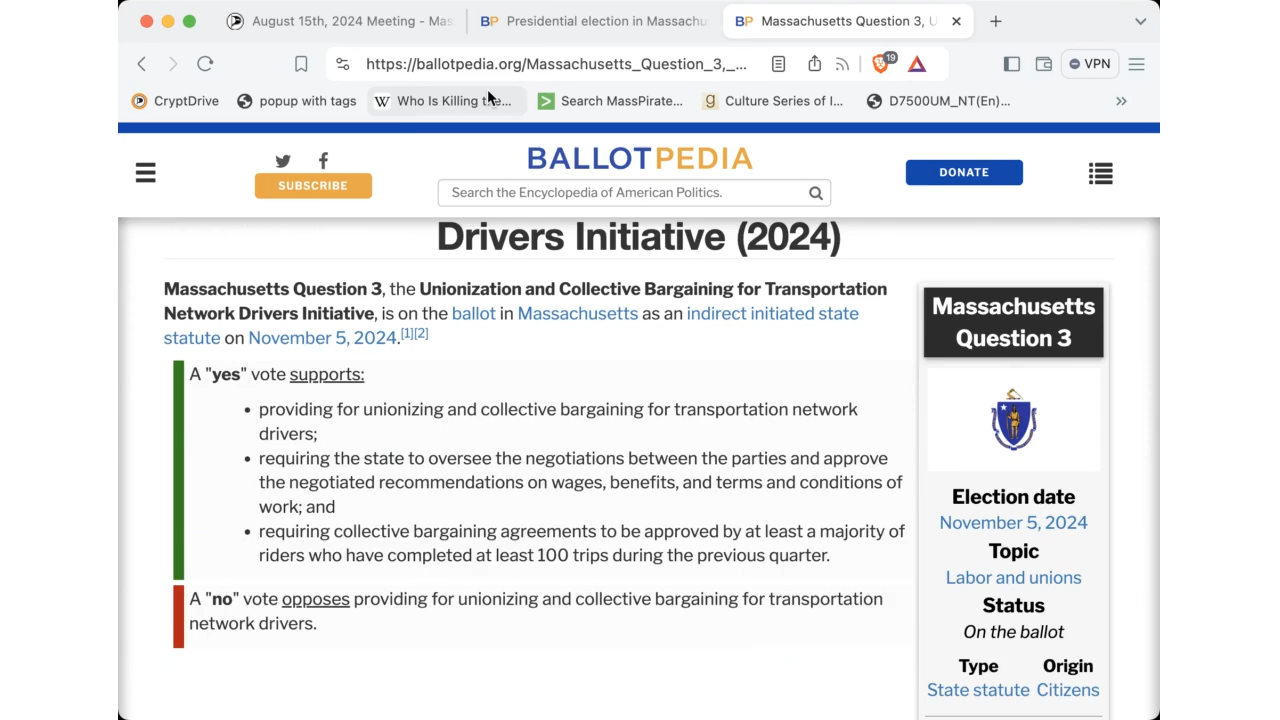 August 15th, 2024 Meeting - Mas
Presidential election in Massachu
Massachusetts Question 3, U
https://ballotpedia.org/Massachusetts_Question_3,_...
19
VPN
CryptDrive
popup with tags
Who Is Killing the...
Search MassPirate...
Culture Series of I...
D7500UM_NT(En)...
SUBSCRIBE
BALLOTPEDIA
Search the Encyclopedia of American Politics.
DONATE
Drivers Initiative (2024)
Massachusetts Question 3, the Unionization and Collective Bargaining for Transportation
Network Drivers Initiative, is on the ballot in Massachusetts as an indirect initiated state
statute on November 5, 2024.[1][2]
A "yes" vote supports:
• providing for unionizing and collective bargaining for transportation network
drivers;
• requiring the state to oversee the negotiations between the parties and approve
the negotiated recommendations on wages, benefits, and terms and conditions of
work; and
• requiring collective bargaining agreements to be approved by at least a majority of
riders who have completed at least 100 trips during the previous quarter.
A "no" vote opposes providing for unionizing and collective bargaining for transportation
network drivers.
Massachusetts
Question 3
Election date
November 5, 2024
Topic
Labor and unions
Status
On the ballot
Type Origin
State statute Citizens